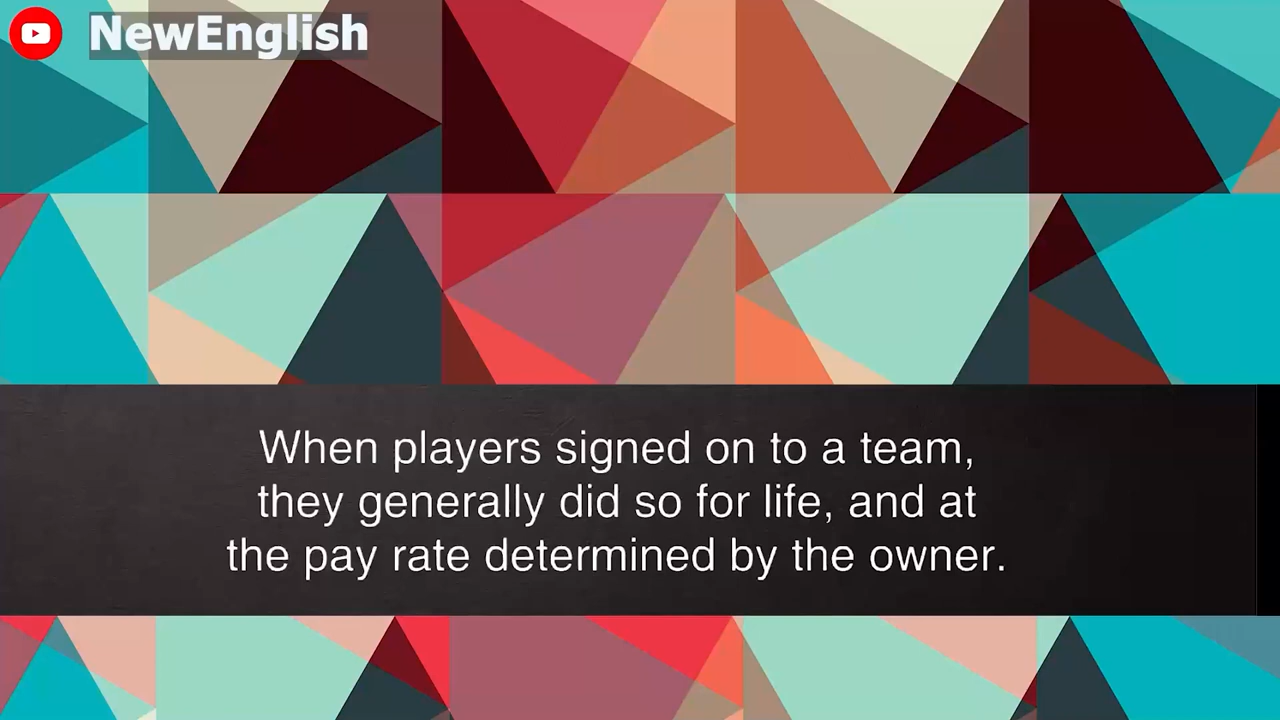 NewEnglish
When players signed on to a team,
they generally did so for life, and at
the pay rate determined by the owner.